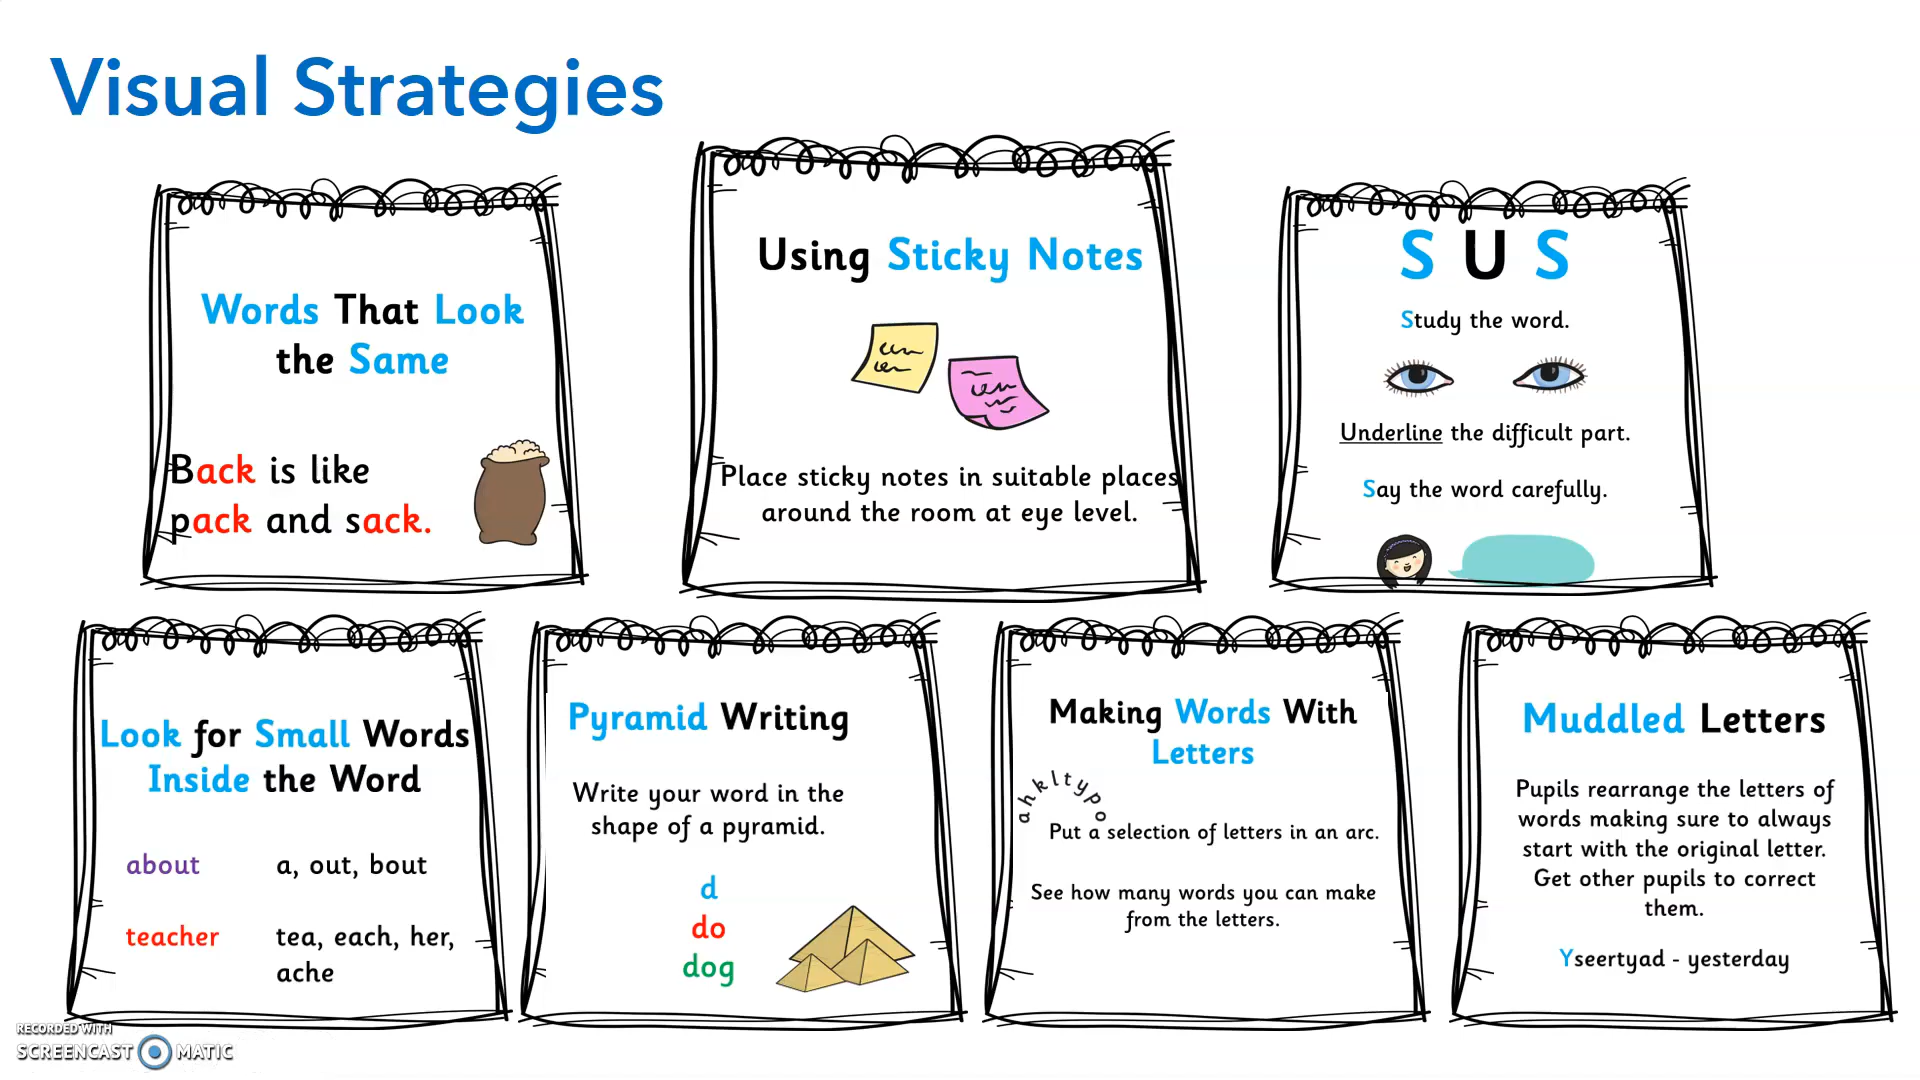 Visual Strategies
Words That Look
the Same
Back is like
pack and sack.
Using Sticky Notes
Place sticky notes in suitable places
around the room at eye level.
S U S
Study the word.
Underline the difficult part.
Say the word carefully.
Look for Small Words
Inside the Word
about a, out, bout
teacher tea, each, her,
ache
Pyramid Writing
Write your word in the
shape of a pyramid.
d
do
dog
Making Words With
Letters
ahkltypo
Put a selection of letters in an arc.
See how many words you can make
from the letters.
Muddled Letters
Pupils rearrange the letters of
words making sure to always
start with the original letter.
Get other pupils to correct
them.
Yseertyad - yesterday
RECORDED WITH
SCREENCAST MATIC